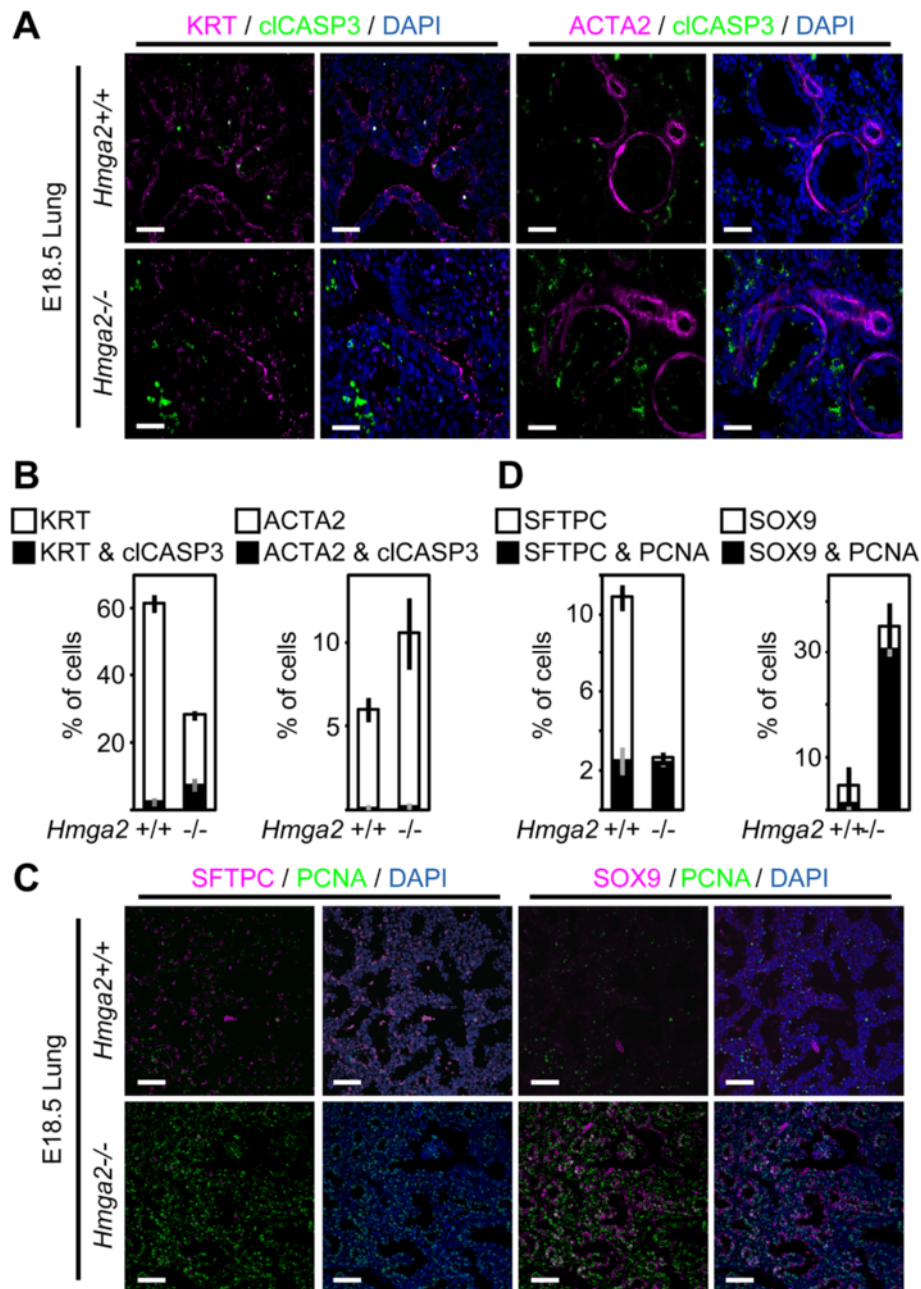 A
KRT / clCASP3 / DAPI
ACTA2 / clCASP3 / DAPI
E18.5 Lung
Hmga2+/+
Hmga2-/-
B
KRT
KRT & clCASP3
ACTA2
ACTA2 & clCASP3
% of cells
60
40
20
% of cells
10
5
Hmga2 +/+ -/-
+/+ -/-
D
SFTPC
SFTPC & PCNA
SOX9
SOX9 & PCNA
% of cells
10
6
2
% of cells
30
10
Hmga2 +/+ -/-
+/+-/-
C
SFTPC / PCNA / DAPI
SOX9 / PCNA / DAPI
E18.5 Lung
Hmga2+/+
Hmga2-/-